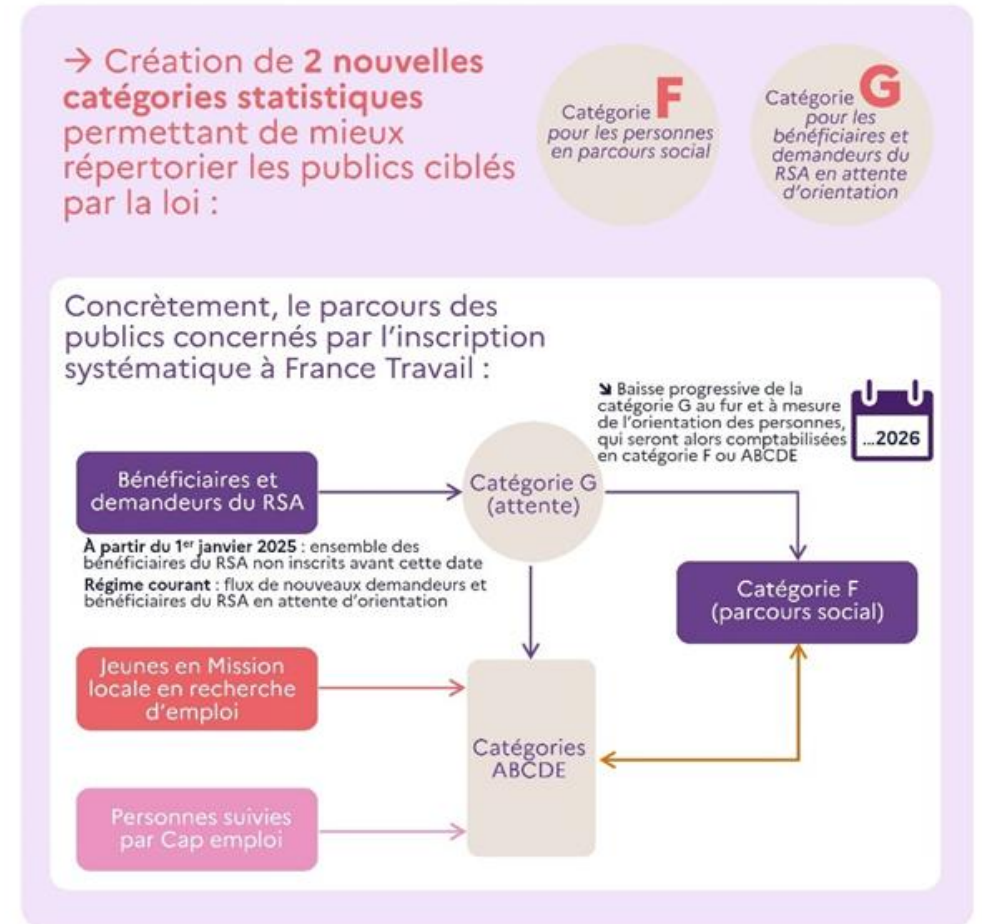 → Création de 2 nouvelles
catégories statistiques
permettant de mieux
répertorier les publics ciblés
par la loi :
Catégorie F
pour les personnes
en parcours social
Catégorie G
pour les
bénéficiaires et
demandeurs du
RSA en attente
d'orientation
Concrètement, le parcours des
publics concernés par l'inscription
systématique à France Travail :
↘ Baisse progressive de la
catégorie G au fur et à mesure
de l'orientation des personnes,
qui seront alors comptabilisées
en catégorie F ou ABCDE
...2026
Bénéficiaires et
demandeurs du RSA
Catégorie G
(attente)
À partir du 1er janvier 2025 : ensemble des
bénéficiaires du RSA non inscrits avant cette date
Régime courant : flux de nouveaux demandeurs et
bénéficiaires du RSA en attente d'orientation
Catégorie F
(parcours social)
Jeunes en Mission
locale en recherche
d'emploi
Catégories
ABCDE
Personnes suivies
par Cap emploi